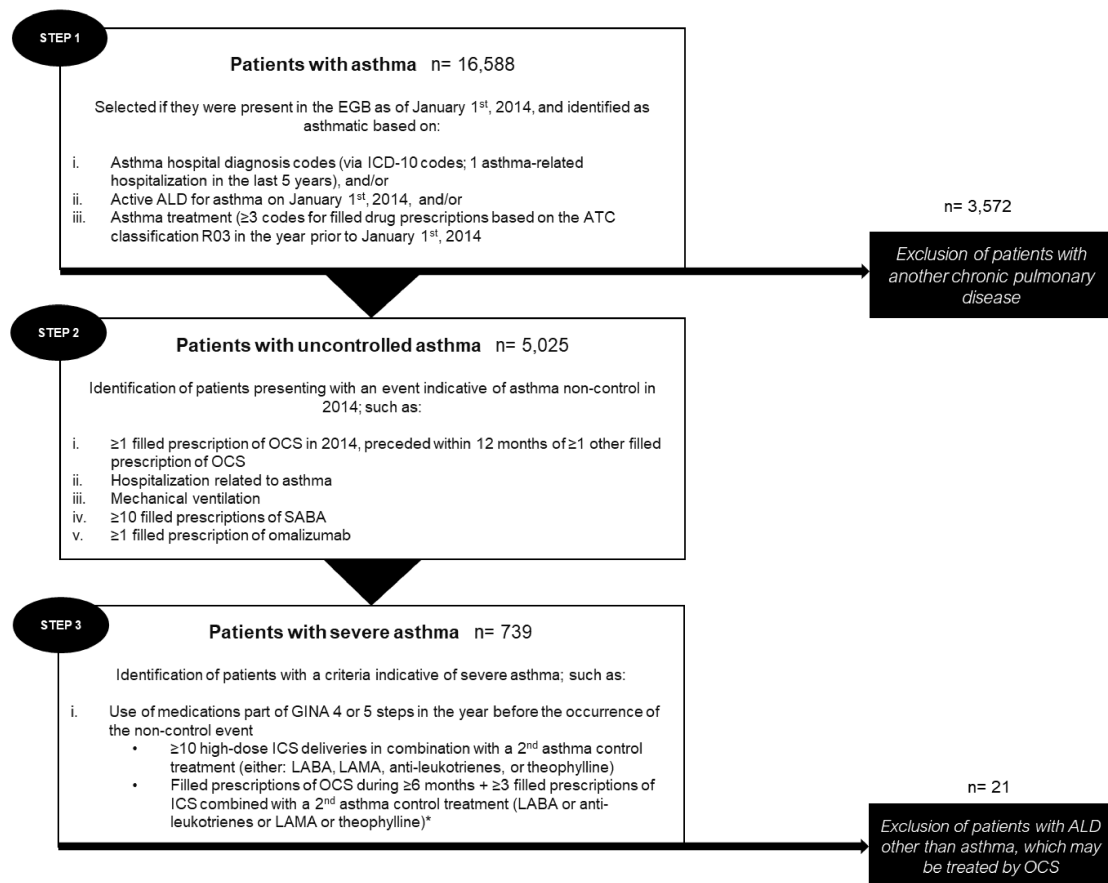 STEP 1
Patients with asthma n= 16,588
Selected if they were present in the EGB as of January 1st, 2014, and identified as
asthmatic based on:
i. Asthma hospital diagnosis codes (via ICD-10 codes; 1 asthma-related
hospitalization in the last 5 years), and/or
ii. Active ALD for asthma on January 1st, 2014, and/or
iii. Asthma treatment (≥3 codes for filled drug prescriptions based on the ATC
classification R03 in the year prior to January 1st, 2014
n= 3,572
Exclusion of patients with
another chronic pulmonary
disease
STEP 2
Patients with uncontrolled asthma n= 5,025
Identification of patients presenting with an event indicative of asthma non-control in
2014; such as:
i. ≥1 filled prescription of OCS in 2014, preceded within 12 months of ≥1 other filled
prescription of OCS
ii. Hospitalization related to asthma
iii. Mechanical ventilation
iv. ≥10 filled prescriptions of SABA
v. ≥1 filled prescription of omalizumab
STEP 3
Patients with severe asthma n= 739
Identification of patients with a criteria indicative of severe asthma; such as:
i. Use of medications part of GINA 4 or 5 steps in the year before the occurrence of
the non-control event
• ≥10 high-dose ICS deliveries in combination with a 2nd asthma control
treatment (either: LABA, LAMA, anti-leukotrienes, or theophylline)
• Filled prescriptions of OCS during ≥6 months + ≥3 filled prescriptions of
ICS combined with a 2nd asthma control treatment (LABA or anti-
leukotrienes or LAMA or theophylline)*
n= 21
Exclusion of patients with ALD
other than asthma, which may
be treated by OCS